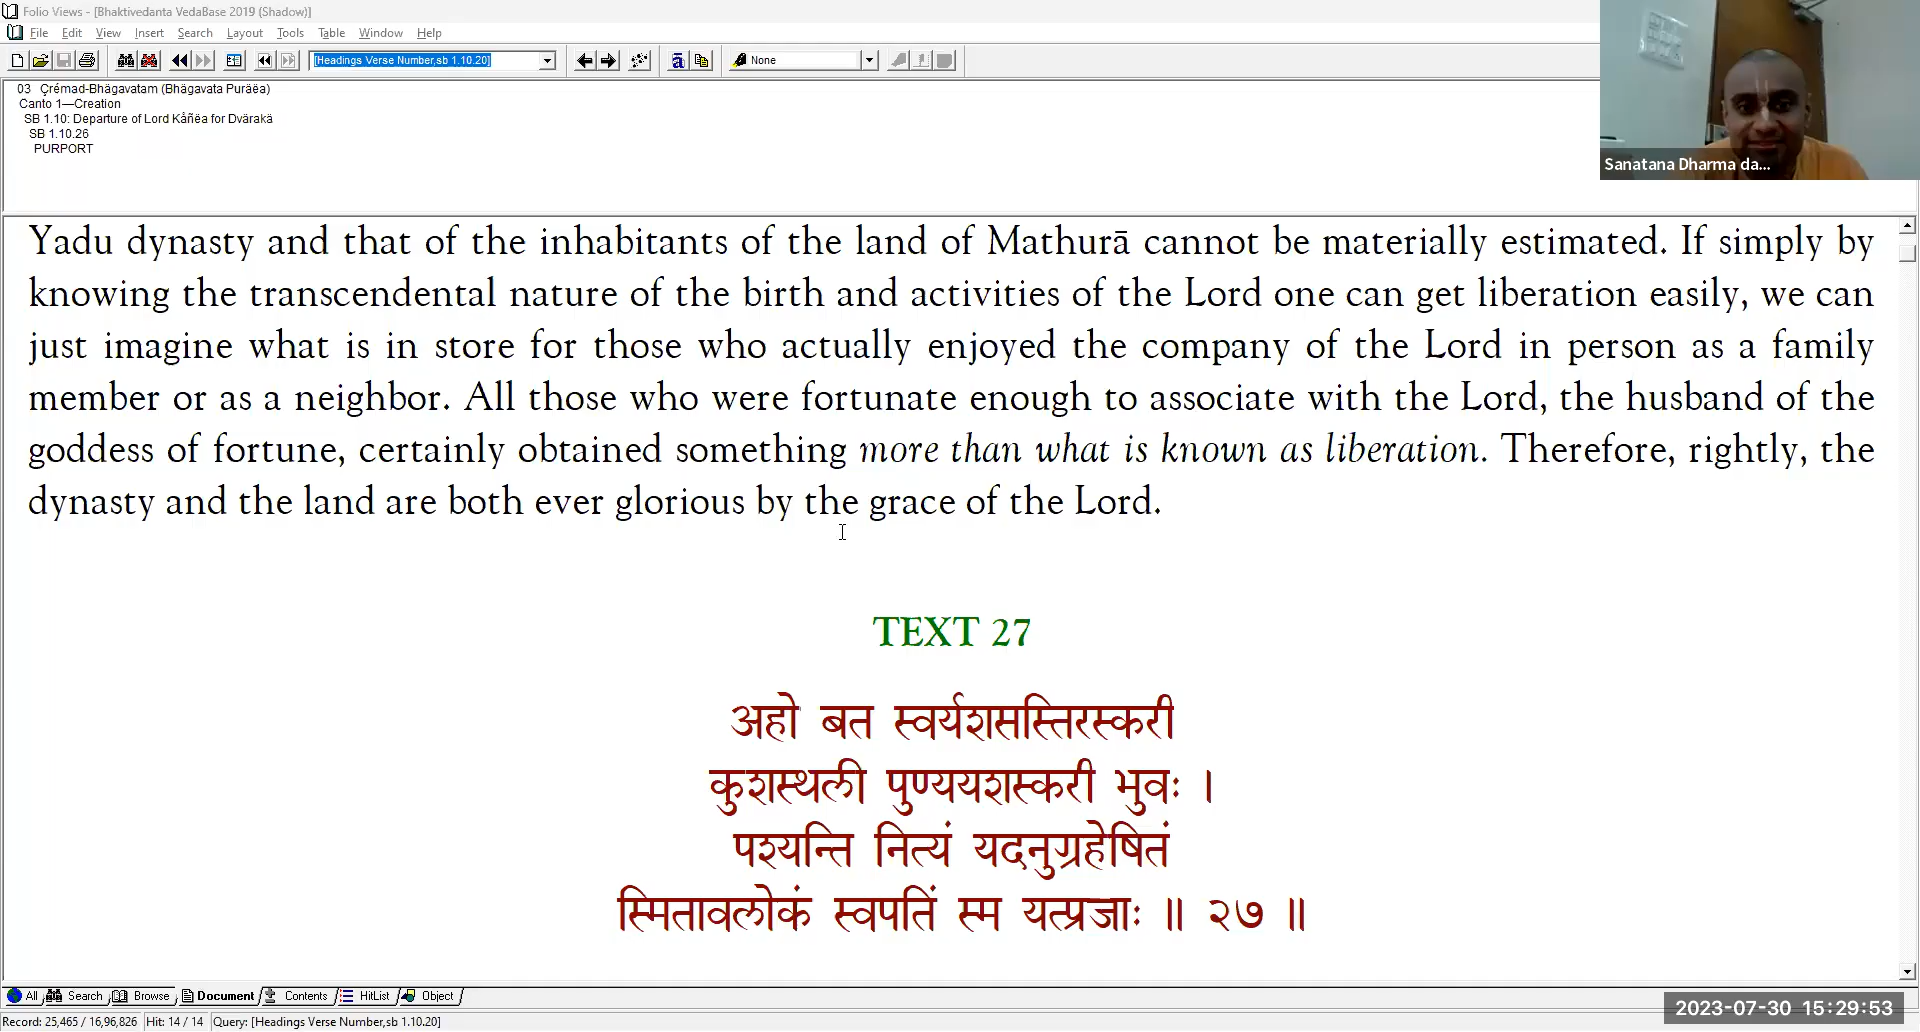 Folio Views - [Bhaktivedanta VedaBase 2019 (Shadow)]
File Edit View Insert Search Layout Tools Table Window Help
[Headings Verse Number,sb 1.10.20]
None
03 Çrémad-Bhägavatam (Bhägavata Puräëa)
Canto 1—Creation
SB 1.10: Departure of Lord Kåñëa for Dvärakä
SB 1.10.26
PURPORT
Sanatana Dharma da...
Yadu dynasty and that of the inhabitants of the land of Mathurā cannot be materially estimated. If simply by
knowing the transcendental nature of the birth and activities of the Lord one can get liberation easily, we can
just imagine what is in store for those who actually enjoyed the company of the Lord in person as a family
member or as a neighbor. All those who were fortunate enough to associate with the Lord, the husband of the
goddess of fortune, certainly obtained something more than what is known as liberation. Therefore, rightly, the
dynasty and the land are both ever glorious by the grace of the Lord.
TEXT 27
अहो बत स्वर्यशसस्तिरस्करी
कुशस्थली पुण्ययशस्करी भुवः ।
पश्यन्ति नित्यं यदनुग्रहेषितं
स्मितावलोकं स्वपतिं स्म यत्प्रजाः ॥ २७ ॥
All Search Browse Document Contents HitList Object
Record: 25,465 / 16,96,826 Hit: 14 / 14 Query: [Headings Verse Number,sb 1.10.20]
2023-07-30 15:29:53